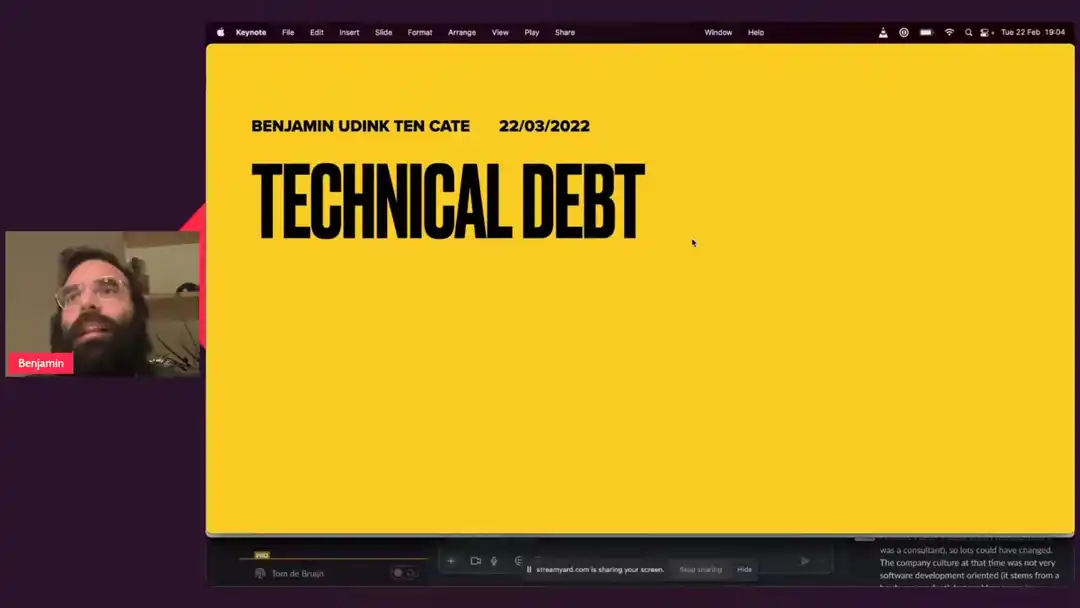 Keynote File Edit Insert Slide Format Arrange View Play Share Window Help Tue 22 Feb 19:04
BENJAMIN UDINK TEN CATE 22/03/2022
TECHNICAL DEBT
Benjamin
PRO
Tom de Bruijn
streamyard.com is sharing your screen. Stop sharing Hide
was a consultant), so lots could have changed.
The company culture at that time was not very
software development oriented (it stems from a